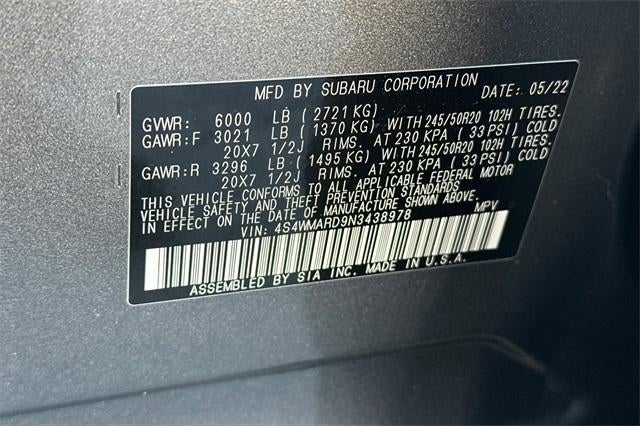 MFD BY SUBARU CORPORATION DATE: 05/22
GVWR: 6000 LB ( 2721 KG)
GAWR:F 3021 LB ( 1370 KG) WITH 245/50R20 102H TIRES.
20X7 1/2J RIMS. AT 230 KPA ( 33 PSI) COLD
GAWR:R 3296 LB ( 1495 KG) WITH 245/50R20 102H TIRES.
20X7 1/2J RIMS. AT 230 KPA ( 33 PSI) COLD
THIS VEHICLE CONFORMS TO ALL APPLICABLE FEDERAL MOTOR
VEHICLE SAFETY AND THEFT PREVENTION STANDARDS
IN EFFECT ON THE DATE OF MANUFACTURE SHOWN ABOVE.
VIN: 4S4WMARD9N3438978 MPV
ASSEMBLED BY SIA INC. MADE IN U.S.A.